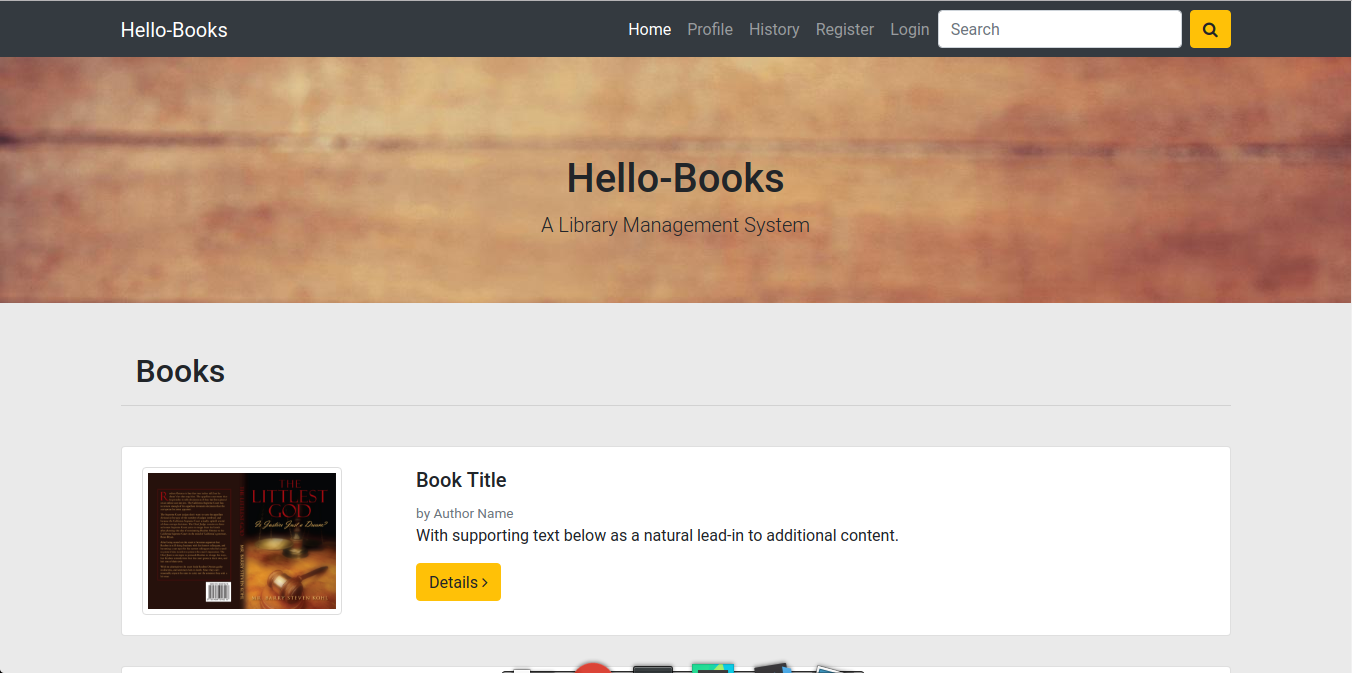 Hello-Books
Home Profile History Register Login Search
Hello-Books
A Library Management System
Books
THE
LITTLEST
GOD
Is Justice Just a Dream?
Book Title
by Author Name
With supporting text below as a natural lead-in to additional content.
Details >